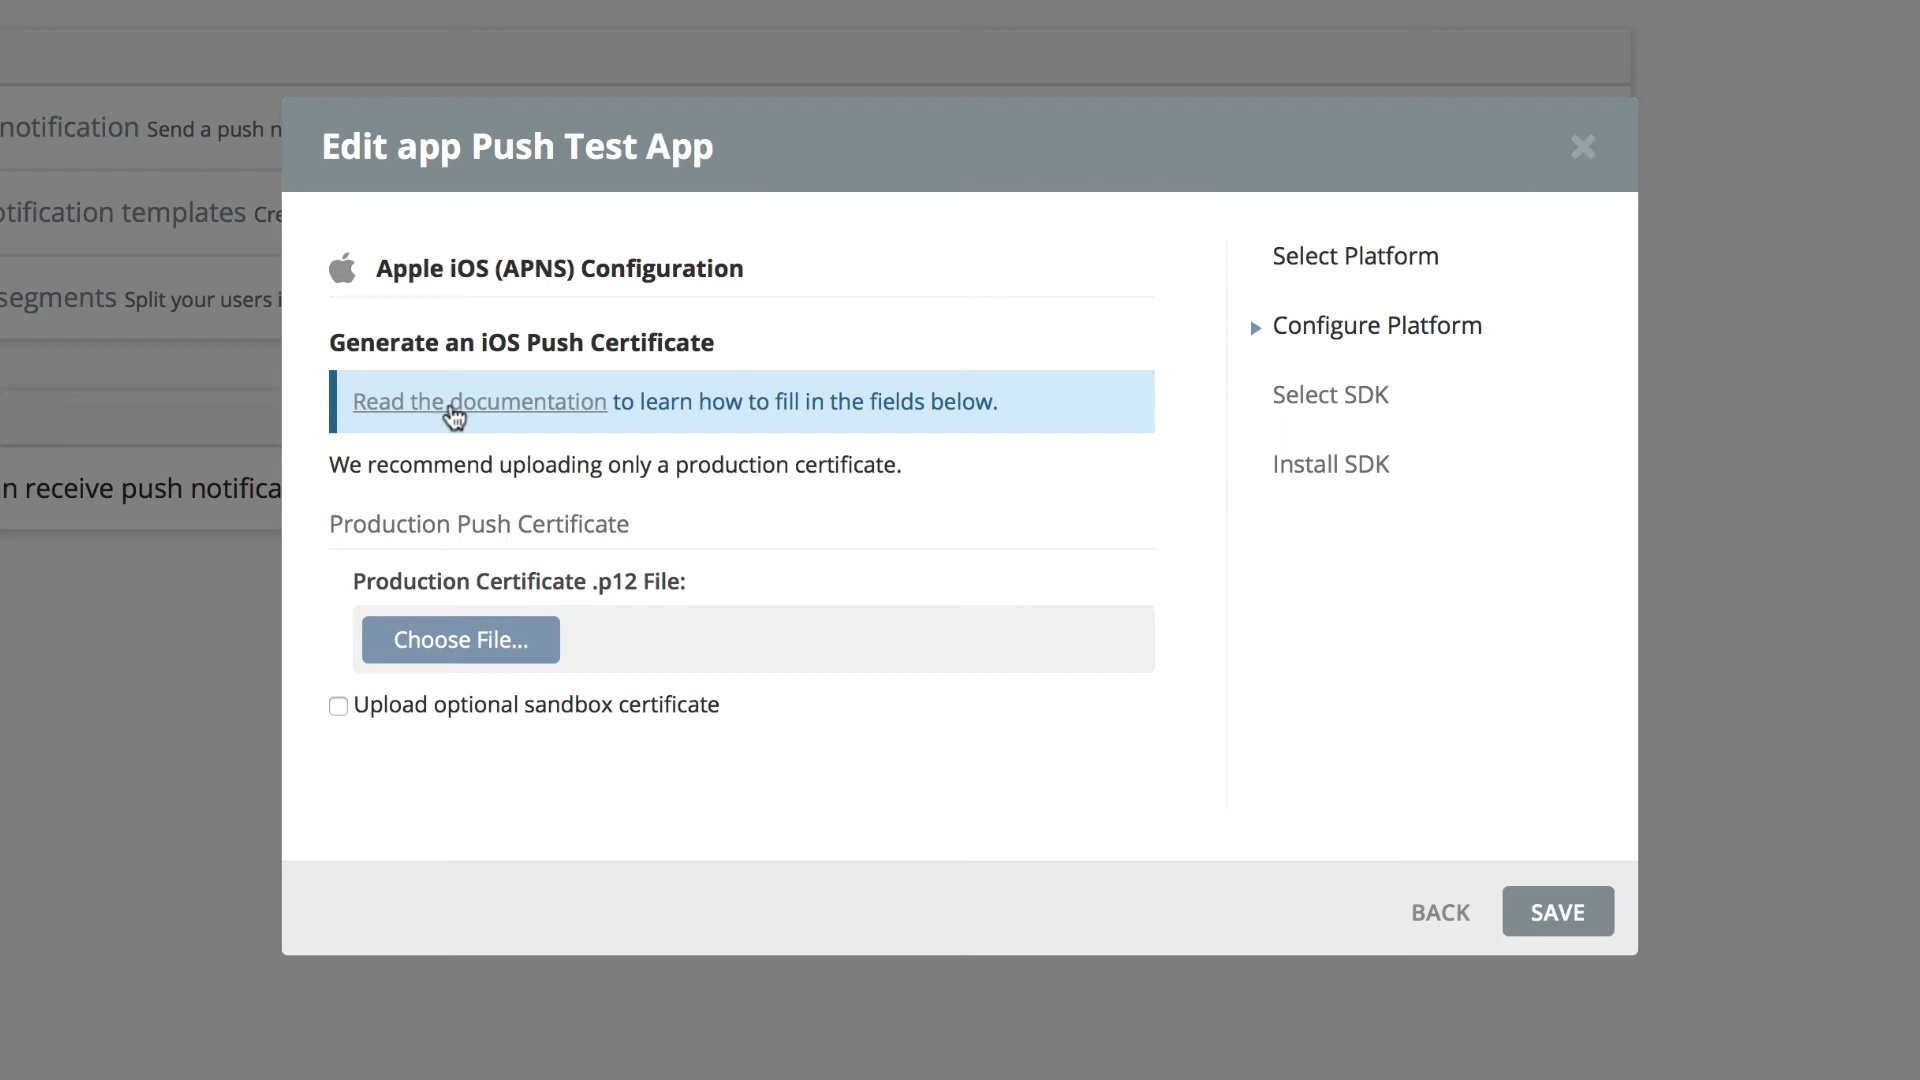 notification Send a push n
otification templates Cre
segments Split your users i
n receive push notifica
Edit app Push Test App
Apple iOS (APNS) Configuration
Generate an iOS Push Certificate
Read the documentation to learn how to fill in the fields below.
We recommend uploading only a production certificate.
Production Push Certificate
Production Certificate .p12 File:
Choose File...
Upload optional sandbox certificate
Select Platform
Configure Platform
Select SDK
Install SDK
BACK
SAVE